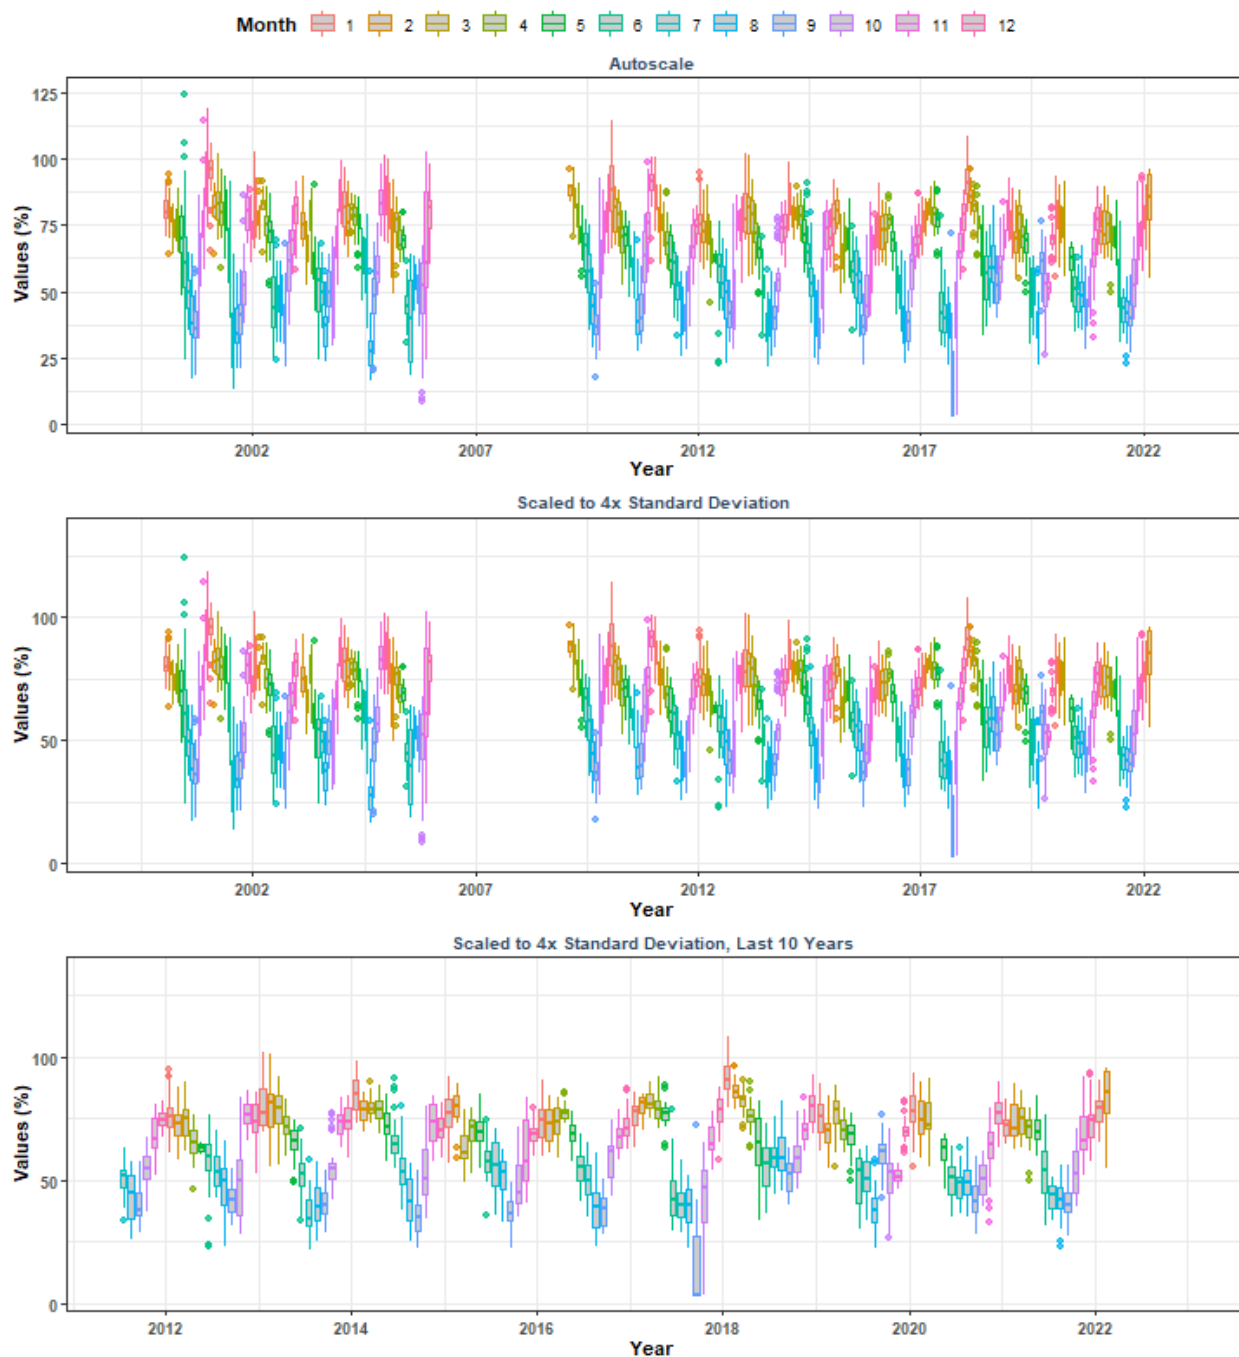 Month 1 2 3 4 5 6 7 8 9 10 11 12
Autoscale
125
100
75
50
25
0
Values (%)
2002 2007 2012 2017 2022
Year
Scaled to 4x Standard Deviation
100
50
0
Values (%)
2002 2007 2012 2017 2022
Year
Scaled to 4x Standard Deviation, Last 10 Years
100
50
0
Values (%)
2012 2014 2016 2018 2020 2022
Year